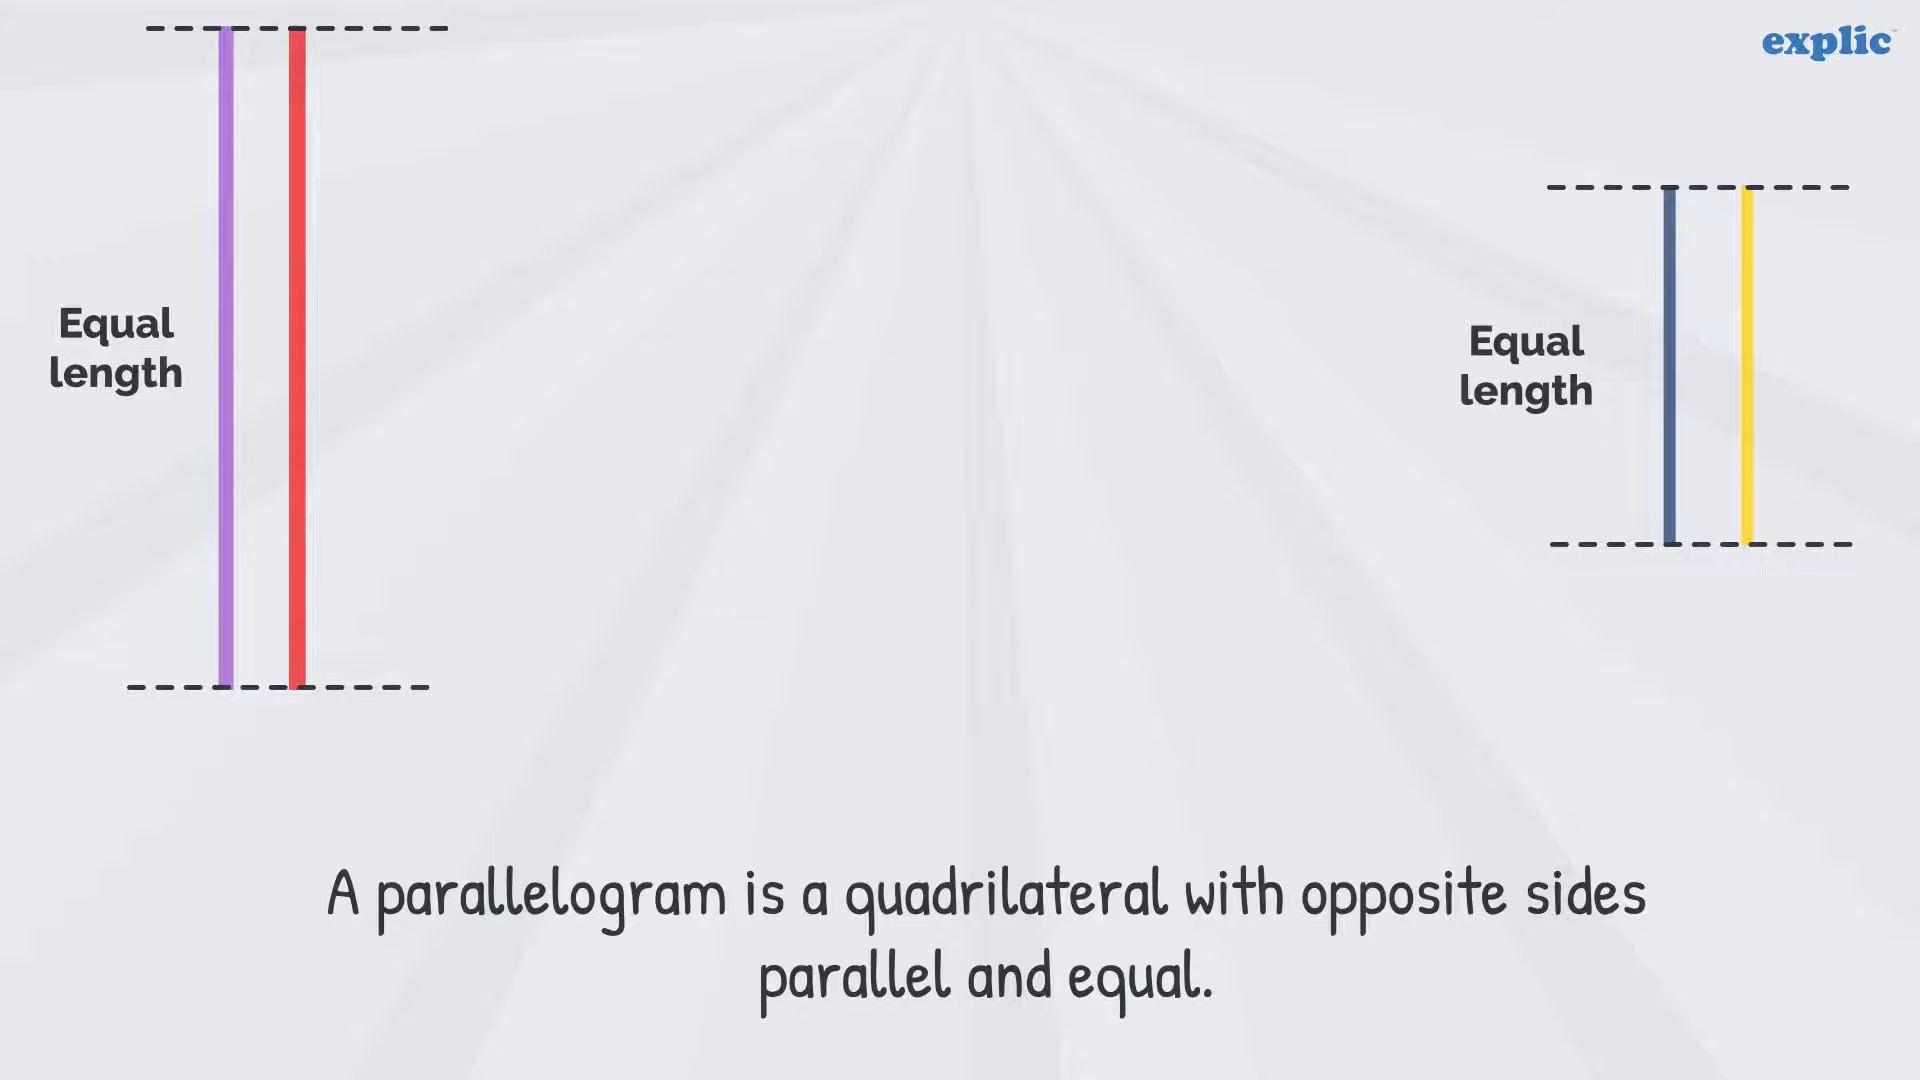 explic
Equal
length
Equal
length
A parallelogram is a quadrilateral with opposite sides
parallel and equal.